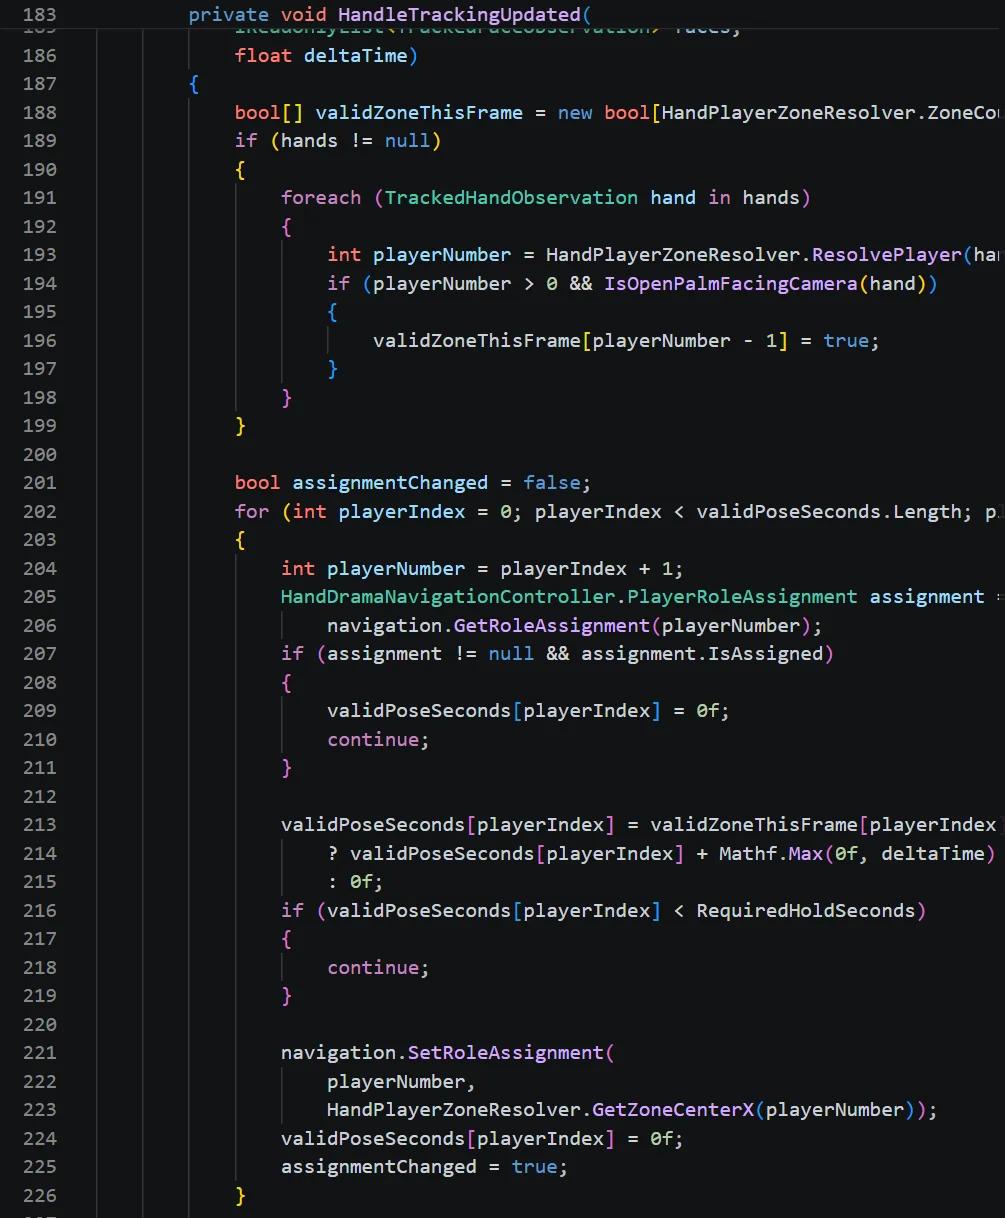 183 private void HandleTrackingUpdated(
185 IReadOnlyList<TrackedFaceObservation> faces,
186 float deltaTime)
187 {
188 bool[] validZoneThisFrame = new bool[HandPlayerZoneResolver.ZoneCou
189 if (hands != null)
190 {
191 foreach (TrackedHandObservation hand in hands)
192 {
193 int playerNumber = HandPlayerZoneResolver.ResolvePlayer(han
194 if (playerNumber > 0 && IsOpenPalmFacingCamera(hand))
195 {
196 validZoneThisFrame[playerNumber - 1] = true;
197 }
198 }
199 }
200
201 bool assignmentChanged = false;
202 for (int playerIndex = 0; playerIndex < validPoseSeconds.Length; p
203 {
204 int playerNumber = playerIndex + 1;
205 HandDramaNavigationController.PlayerRoleAssignment assignment =
206 navigation.GetRoleAssignment(playerNumber);
207 if (assignment != null && assignment.IsAssigned)
208 {
209 validPoseSeconds[playerIndex] = 0f;
210 continue;
211 }
212
213 validPoseSeconds[playerIndex] = validZoneThisFrame[playerIndex
214 ? validPoseSeconds[playerIndex] + Mathf.Max(0f, deltaTime)
215 : 0f;
216 if (validPoseSeconds[playerIndex] < RequiredHoldSeconds)
217 {
218 continue;
219 }
220
221 navigation.SetRoleAssignment(
222 playerNumber,
223 HandPlayerZoneResolver.GetZoneCenterX(playerNumber));
224 validPoseSeconds[playerIndex] = 0f;
225 assignmentChanged = true;
226 }